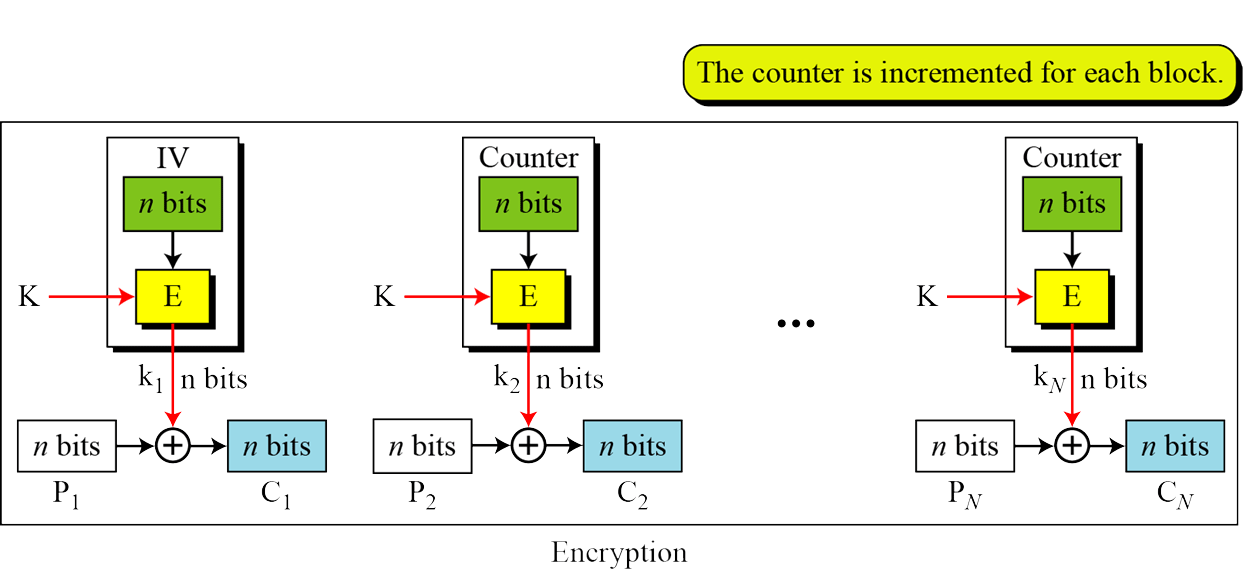 The counter is incremented for each block.
IV Counter Counter
n bits n bits n bits
K E K E ... K E
k1 n bits k2 n bits kN n bits
n bits + n bits n bits + n bits n bits + n bits
P1 C1 P2 C2 PN CN
Encryption